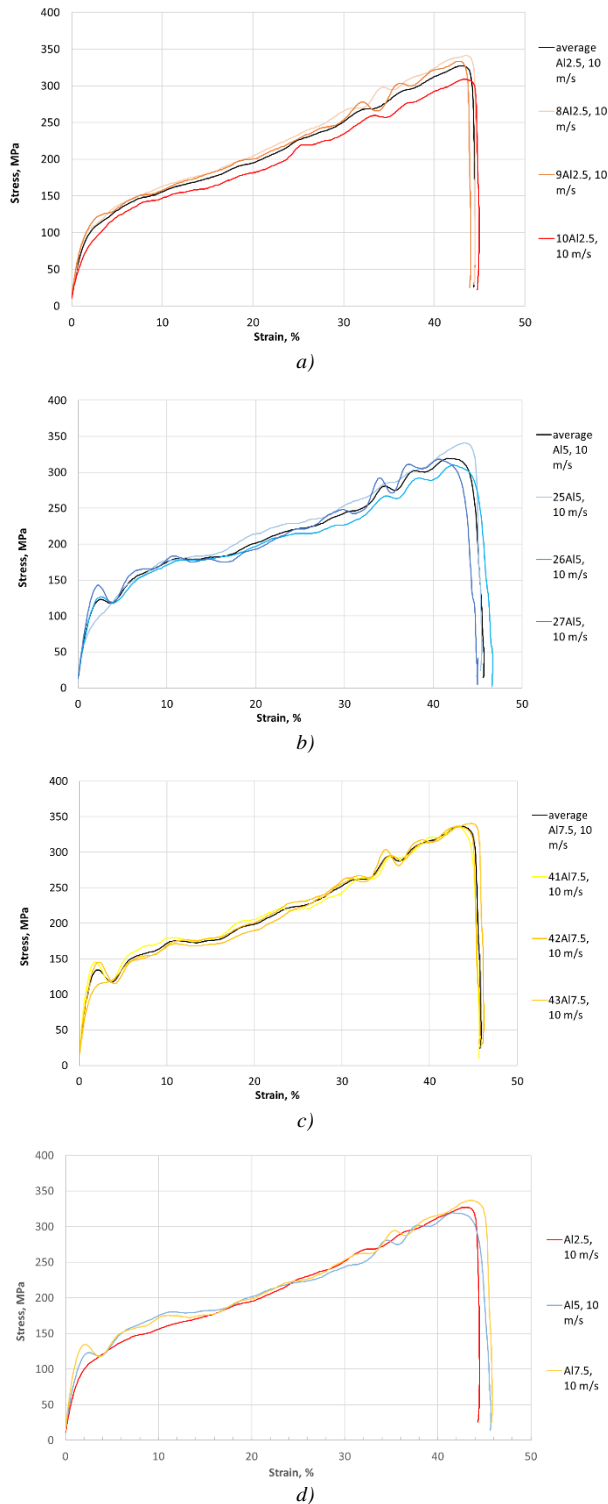 400
350
300
250
200
150
100
50
0
Stress, MPa
0 10 20 30 40 50
Strain, %
average
Al2.5, 10
m/s
8Al2.5, 10
m/s
9Al2.5, 10
m/s
10Al2.5,
10 m/s
a)
400
350
300
250
200
150
100
50
0
Stress, MPa
0 10 20 30 40 50
Strain, %
average
Al5, 10
m/s
25Al5,
10 m/s
26Al5,
10 m/s
27Al5,
10 m/s
b)
400
350
300
250
200
150
100
50
0
Stress, MPa
0 10 20 30 40 50
Strain, %
average
Al7.5, 10
m/s
41Al7.5,
10 m/s
42Al7.5,
10 m/s
43Al7.5,
10 m/s
c)
400
350
300
250
200
150
100
50
0
Stress, MPa
0 10 20 30 40 50
Strain, %
Al2.5,
10 m/s
Al5, 10
m/s
Al7.5,
10 m/s
d)